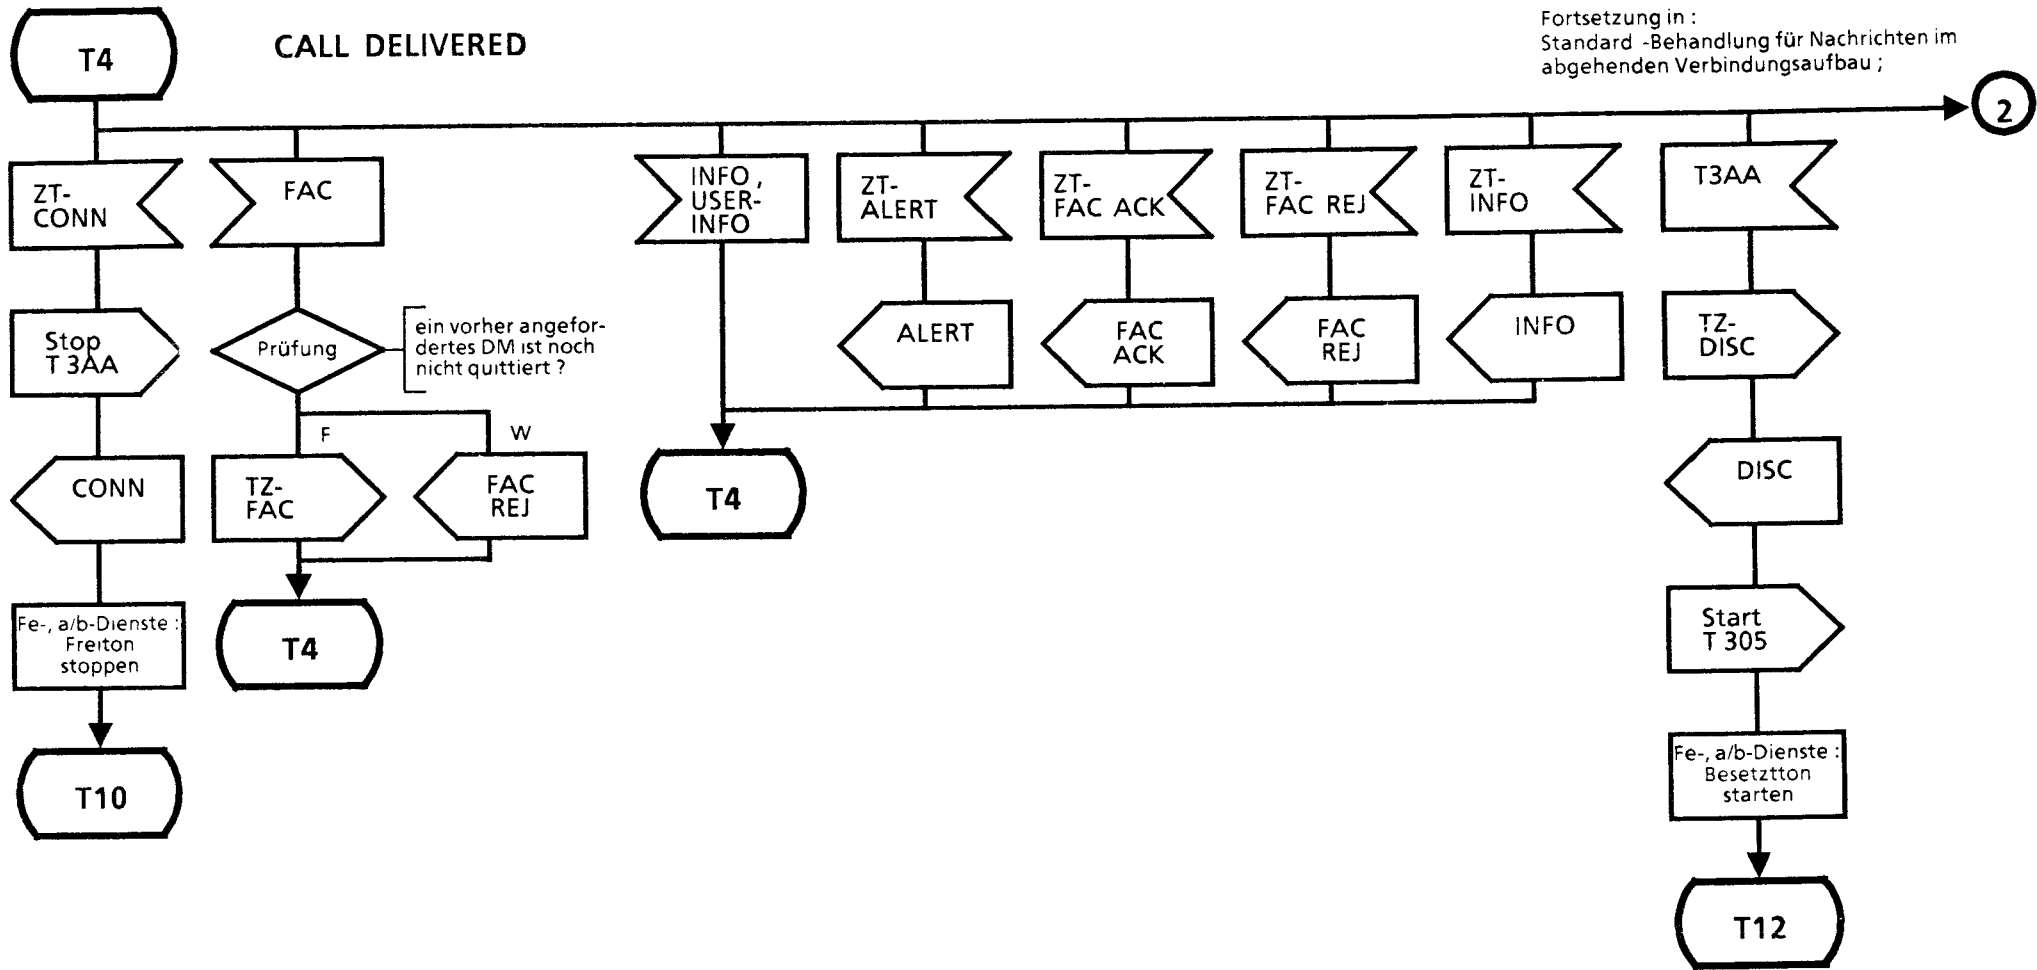 T4
CALL DELIVERED
Fortsetzung in :
Standard -Behandlung für Nachrichten im
abgehenden Verbindungsaufbau ;
2
ZT-
CONN
FAC
INFO ,
USER-
INFO
ZT-
ALERT
ZT-
FAC ACK
ZT-
FAC REJ
ZT-
INFO
T3AA
Stop
T 3AA
Prüfung
ein vorher angefor-
dertes DM ist noch
nicht quittiert ?
ALERT
FAC
ACK
FAC
REJ
INFO
TZ-
DISC
F
W
CONN
TZ-
FAC
FAC
REJ
T4
DISC
Fe-, a/b-Dienste :
Freiton
stoppen
T4
Start
T 305
T10
Fe-, a/b-Dienste :
Besetztton
starten
T12